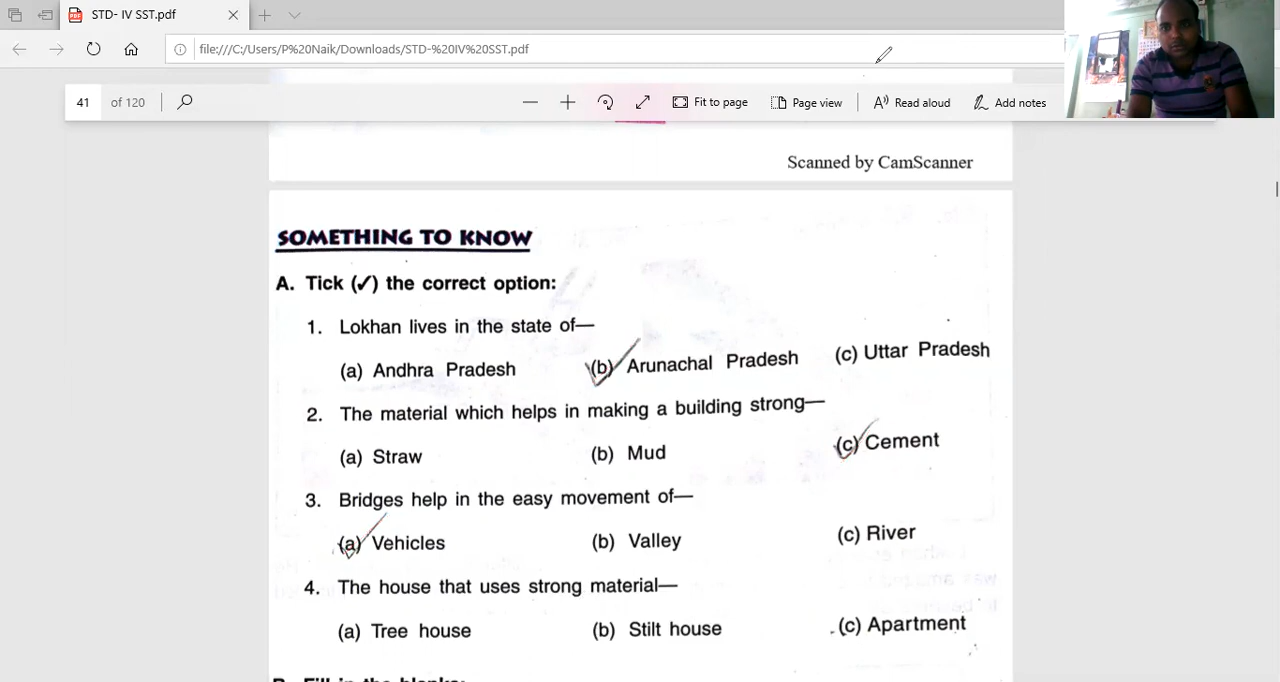 STD- IV SST.pdf
file:///C:/Users/P%20Naik/Downloads/STD-%20IV%20SST.pdf
41 of 120 Fit to page Page view Read aloud Add notes
Scanned by CamScanner
SOMETHING TO KNOW
A. Tick (✓) the correct option:
1. Lokhan lives in the state of—
(a) Andhra Pradesh (b) Arunachal Pradesh (c) Uttar Pradesh
2. The material which helps in making a building strong—
(a) Straw (b) Mud (c) Cement
3. Bridges help in the easy movement of—
(a) Vehicles (b) Valley (c) River
4. The house that uses strong material—
(a) Tree house (b) Stilt house (c) Apartment
B. Fill in the blanks: